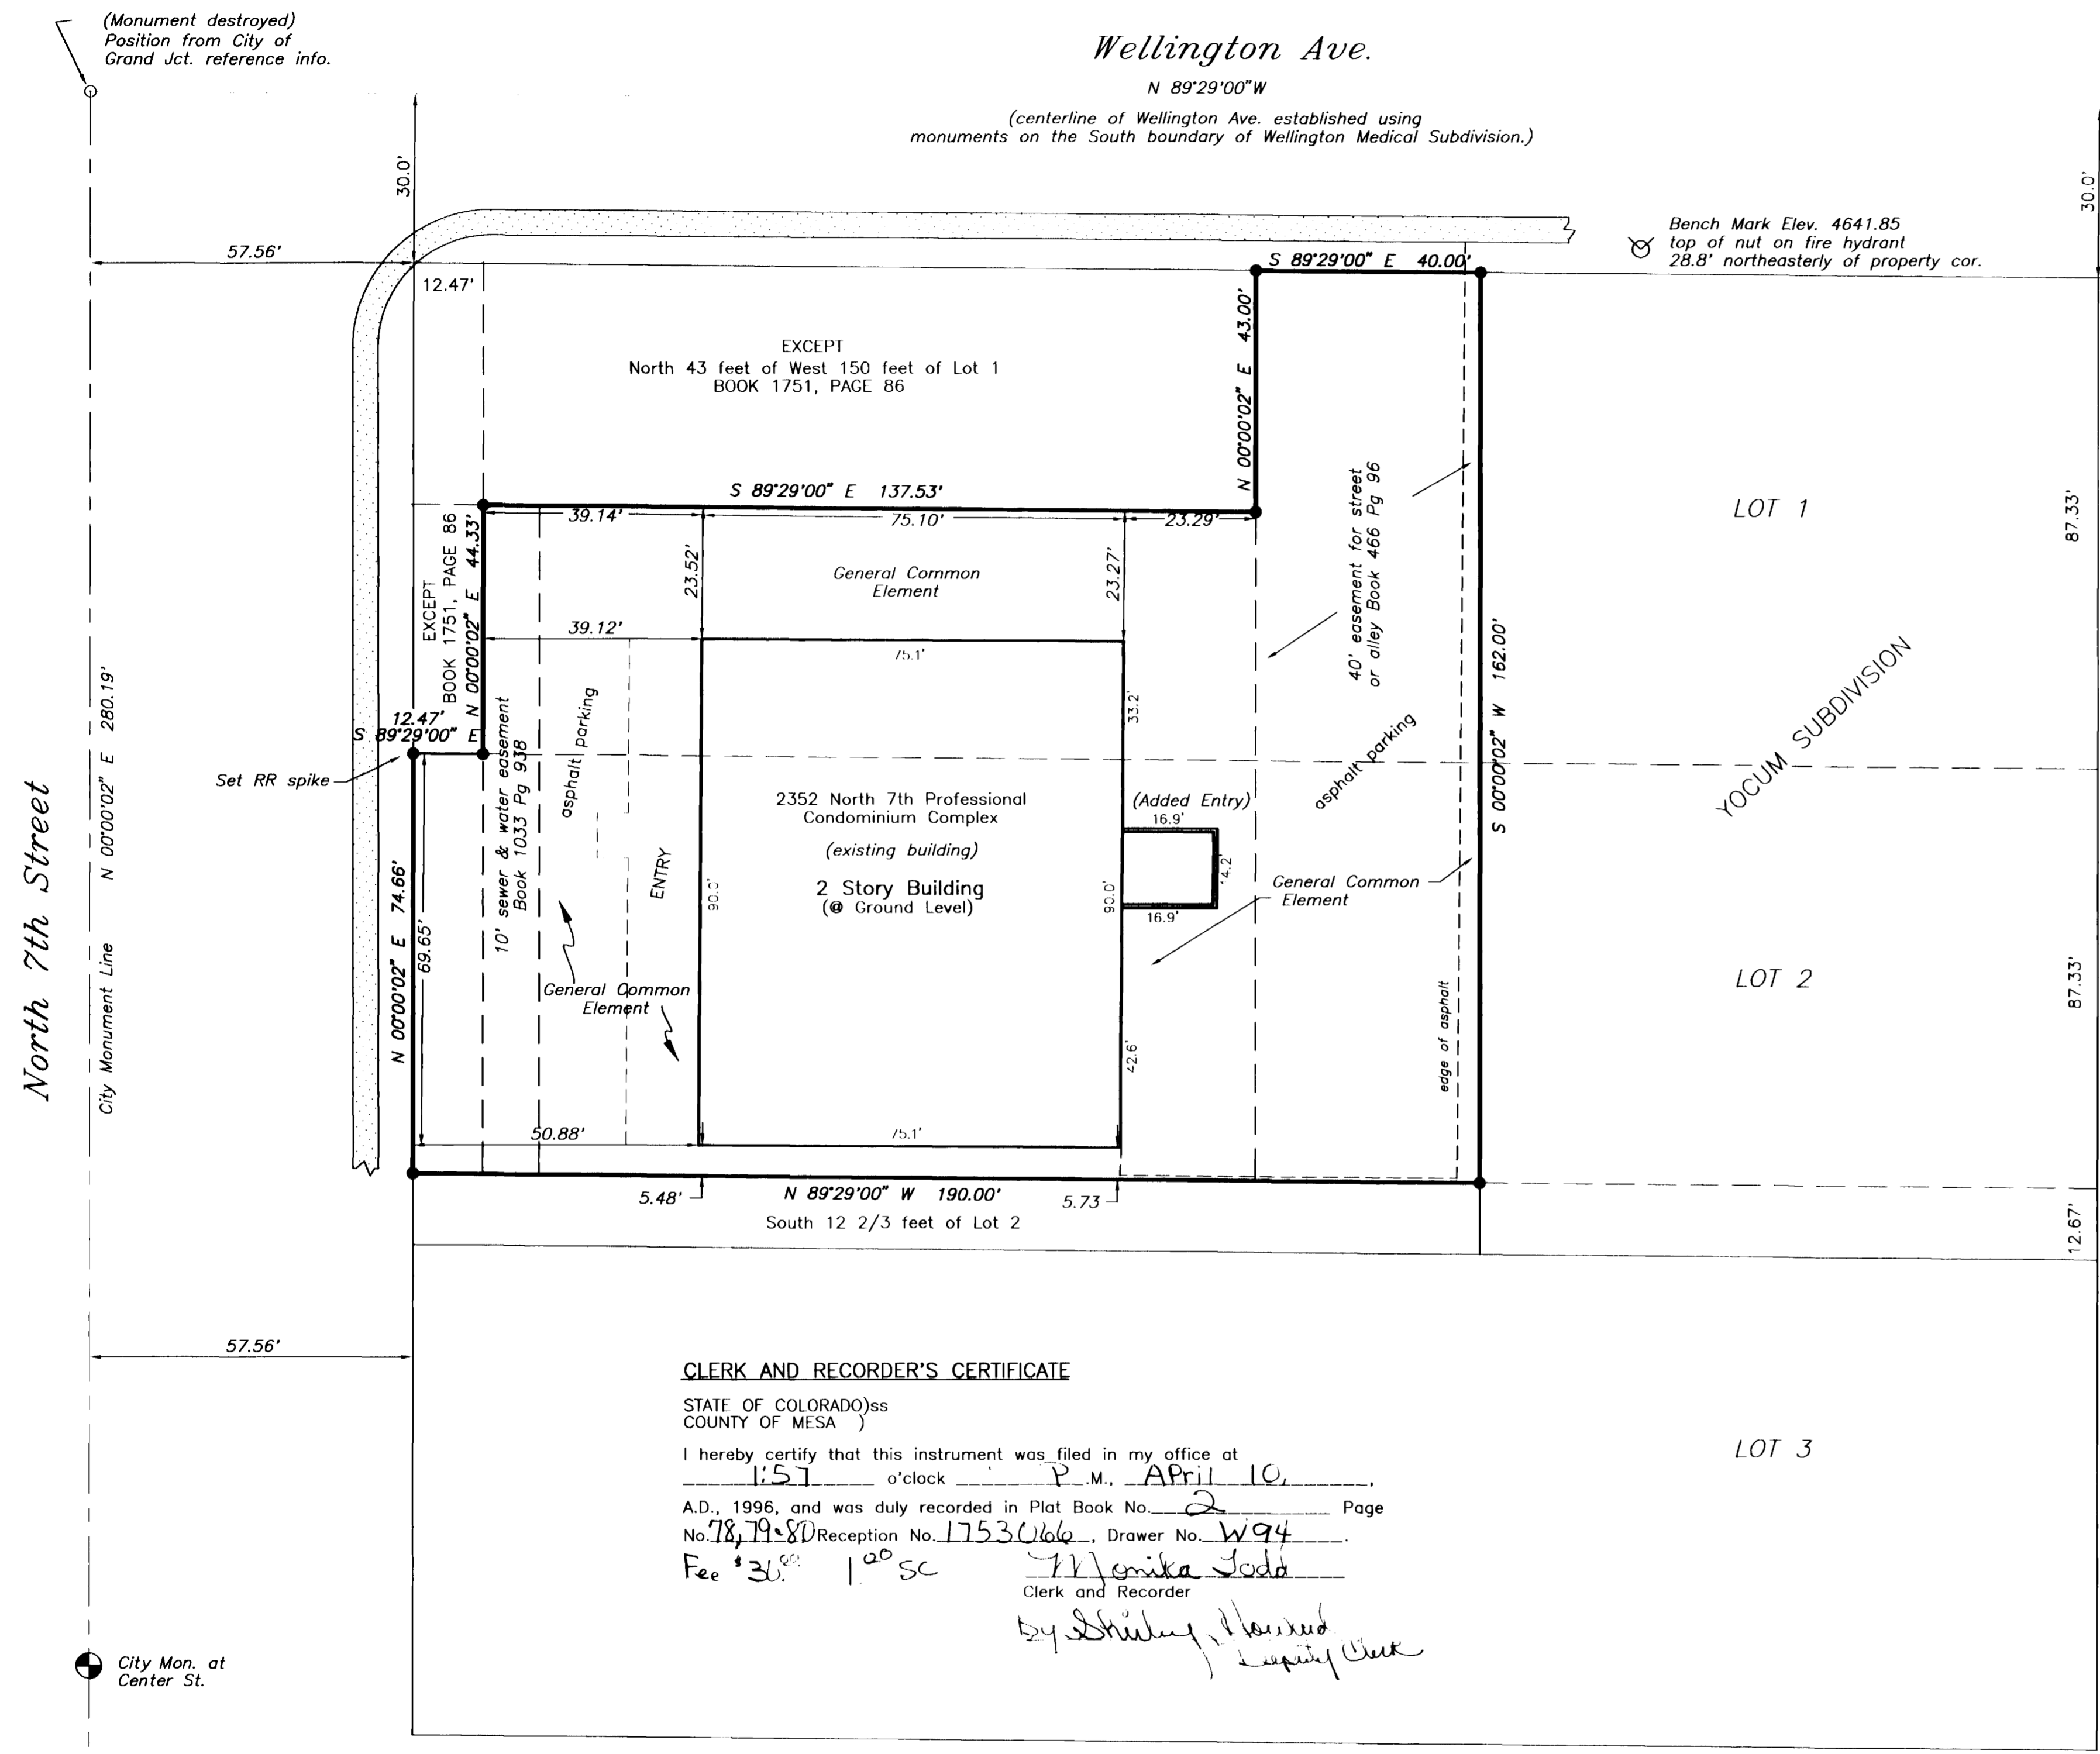 (Monument destroyed)
Position from City of
Grand Jct. reference info.
Wellington Ave.
N 89°29'00"W
(centerline of Wellington Ave. established using
monuments on the South boundary of Wellington Medical Subdivision.)
30.0'
30.0'
57.56'
12.47'
S 89°29'00" E 40.00'
Bench Mark Elev. 4641.85
top of nut on fire hydrant
28.8' northeasterly of property cor.
EXCEPT
North 43 feet of West 150 feet of Lot 1
BOOK 1751, PAGE 86
N 00°00'02" E 43.00'
S 89°29'00" E 137.53'
39.14'
75.10'
23.29'
EXCEPT
BOOK 1751, PAGE 86
N 00°00'02" E 44.33'
23.52'
General Common
Element
23.27'
40' easement for street
or alley Book 466 Pg 96
LOT 1
87.33'
39.12'
75.1'
33.2'
S 00°00'02" W 162.00'
YOCUM SUBDIVISION
12.47'
S 89°29'00" E
Set RR spike
10' sewer & water easement
Book 1033 Pg 938
asphalt parking
asphalt parking
North 7th Street
City Monument Line N 00°00'02" E 280.19'
N 00°00'02" E 74.66'
69.65'
ENTRY
90.0'
2352 North 7th Professional
Condominium Complex
(existing building)
2 Story Building
(@ Ground Level)
90.0'
(Added Entry)
16.9'
14.2'
16.9'
General Common
Element
General Common
Element
42.6'
edge of asphalt
LOT 2
87.33'
50.88'
75.1'
5.48'
N 89°29'00" W 190.00'
5.73
South 12 2/3 feet of Lot 2
12.67'
57.56'
CLERK AND RECORDER'S CERTIFICATE
STATE OF COLORADO)ss
COUNTY OF MESA )
I hereby certify that this instrument was filed in my office at
1:57 o'clock P.M., APril 10,
A.D., 1996, and was duly recorded in Plat Book No. 2 Page
No. 78,79&80 Reception No. 1753066, Drawer No. W94.
Fee $30.00 1.00 SC Monika Todd
Clerk and Recorder
By Shirley Howard
Deputy Clerk
LOT 3
City Mon. at
Center St.